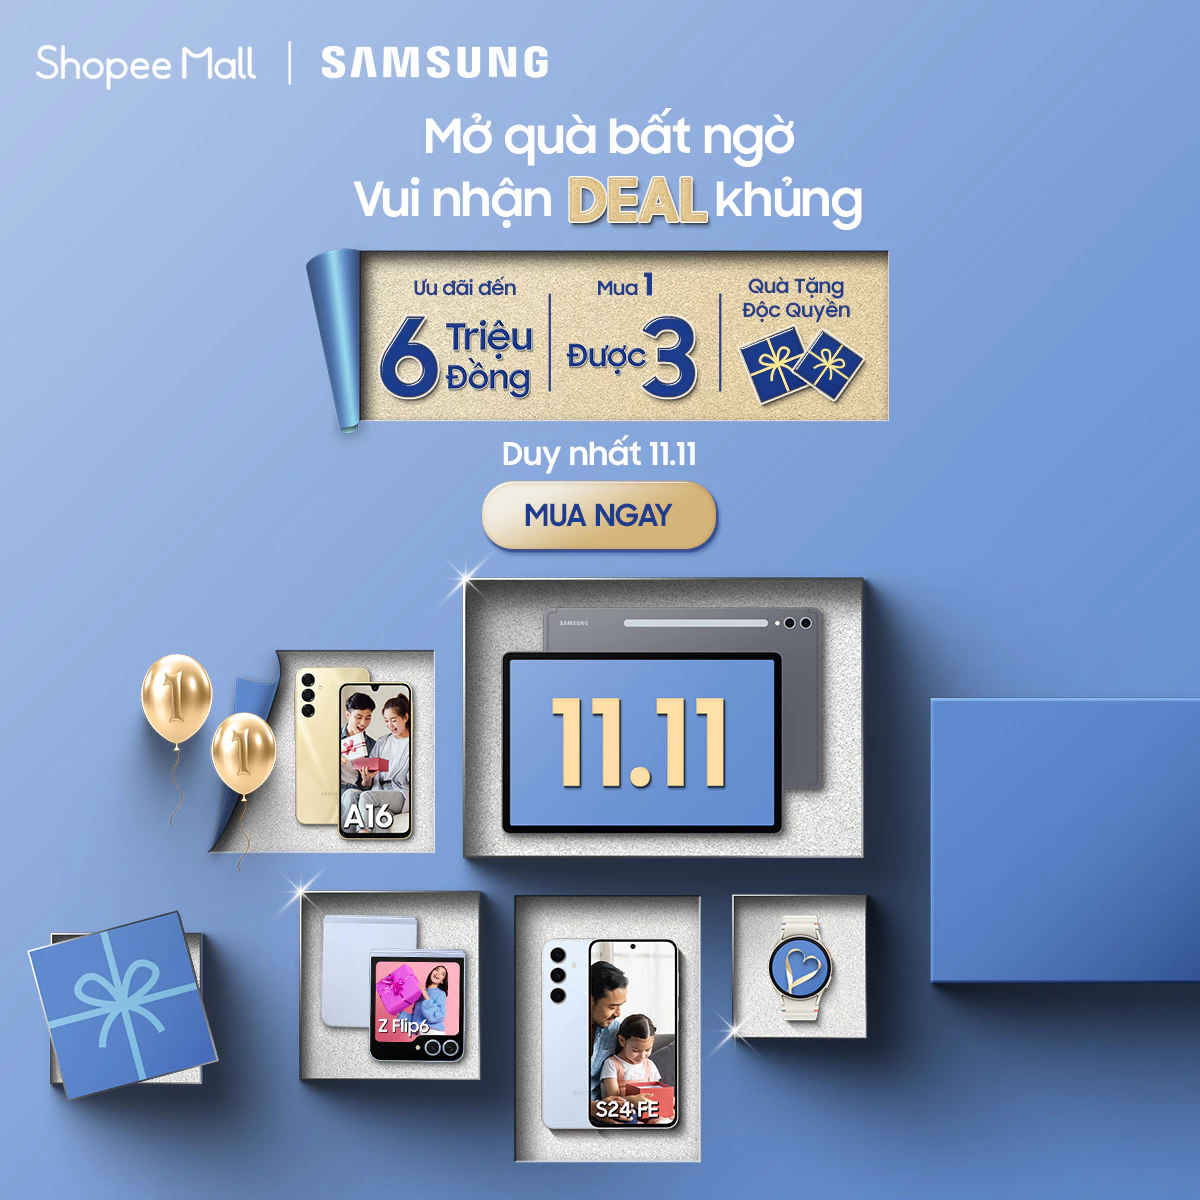 Shopee Mall | SAMSUNG
Mở quà bất ngờ
Vui nhận DEAL khủng
Ưu đãi đến
6 Triệu
Đồng
Mua 1
Được 3
Quà Tặng
Độc Quyền
Duy nhất 11.11
MUA NGAY
SAMSUNG
11.11
1
1
A16
Z Flip6
S24 FE